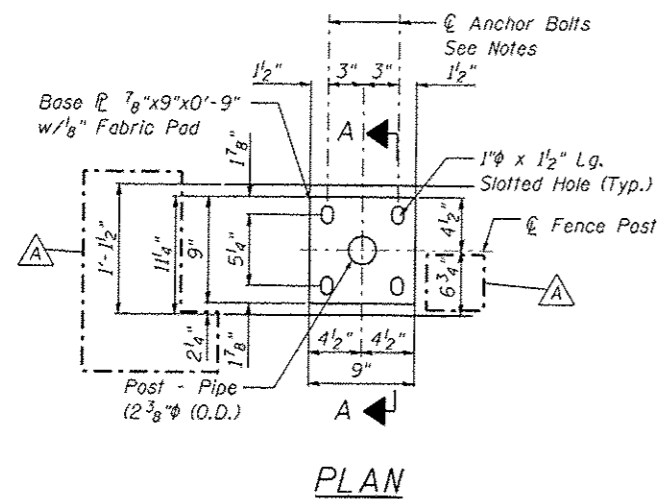 ℄ Anchor Bolts
See Notes
1½" 3" 3" 1½"
Base ℙ ⅞"x9"x0'-9"
w/⅛" Fabric Pad
A
1⅞"
1"ϕ x 1½" Lg.
Slotted Hole (Typ.)
℄ Fence Post
A
1'-1½"
11¼"
9"
5¼"
4½"
6¾"
A
2¼"
1⅞"
4½" 4½"
9"
Post - Pipe
(2⅜"ϕ (O.D.)
A
PLAN